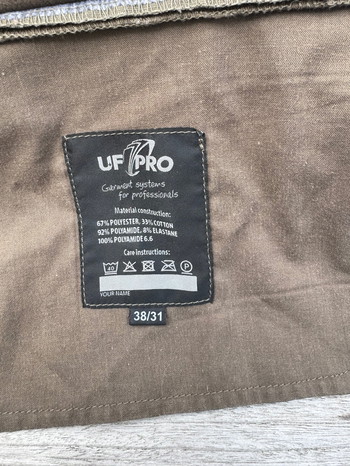 UF PRO
Garment systems
for professionals
Material construction:
67% POLYESTER, 33% COTTON
92% POLYAMIDE, 8% ELASTANE
100% POLYAMIDE 6.6
Care instructions:
40
P
YOUR NAME
38/31